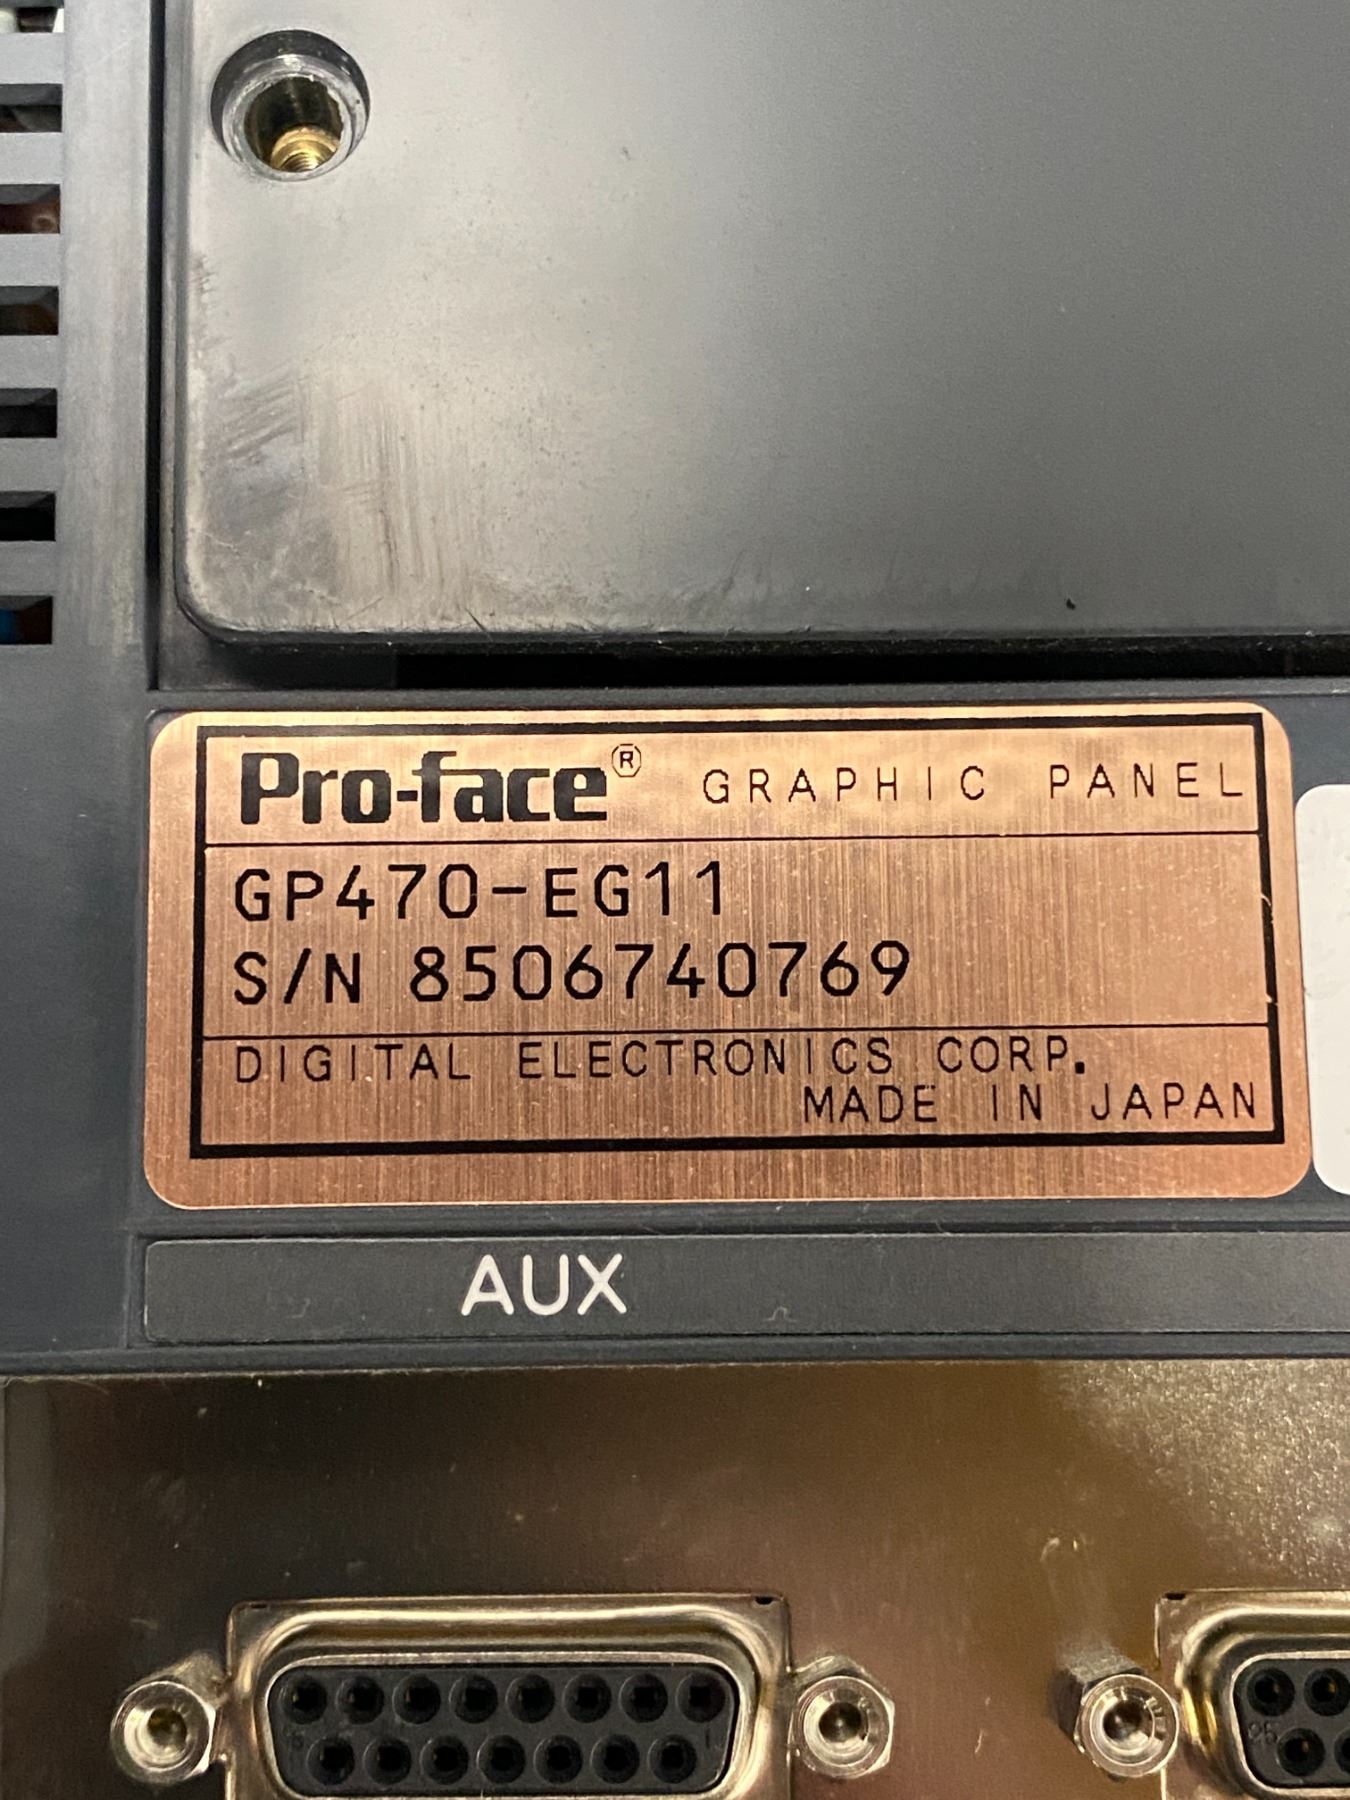 Pro-face® GRAPHIC PANEL
GP470-EG11
S/N 8506740769
DIGITAL ELECTRONICS CORP.
MADE IN JAPAN
AUX